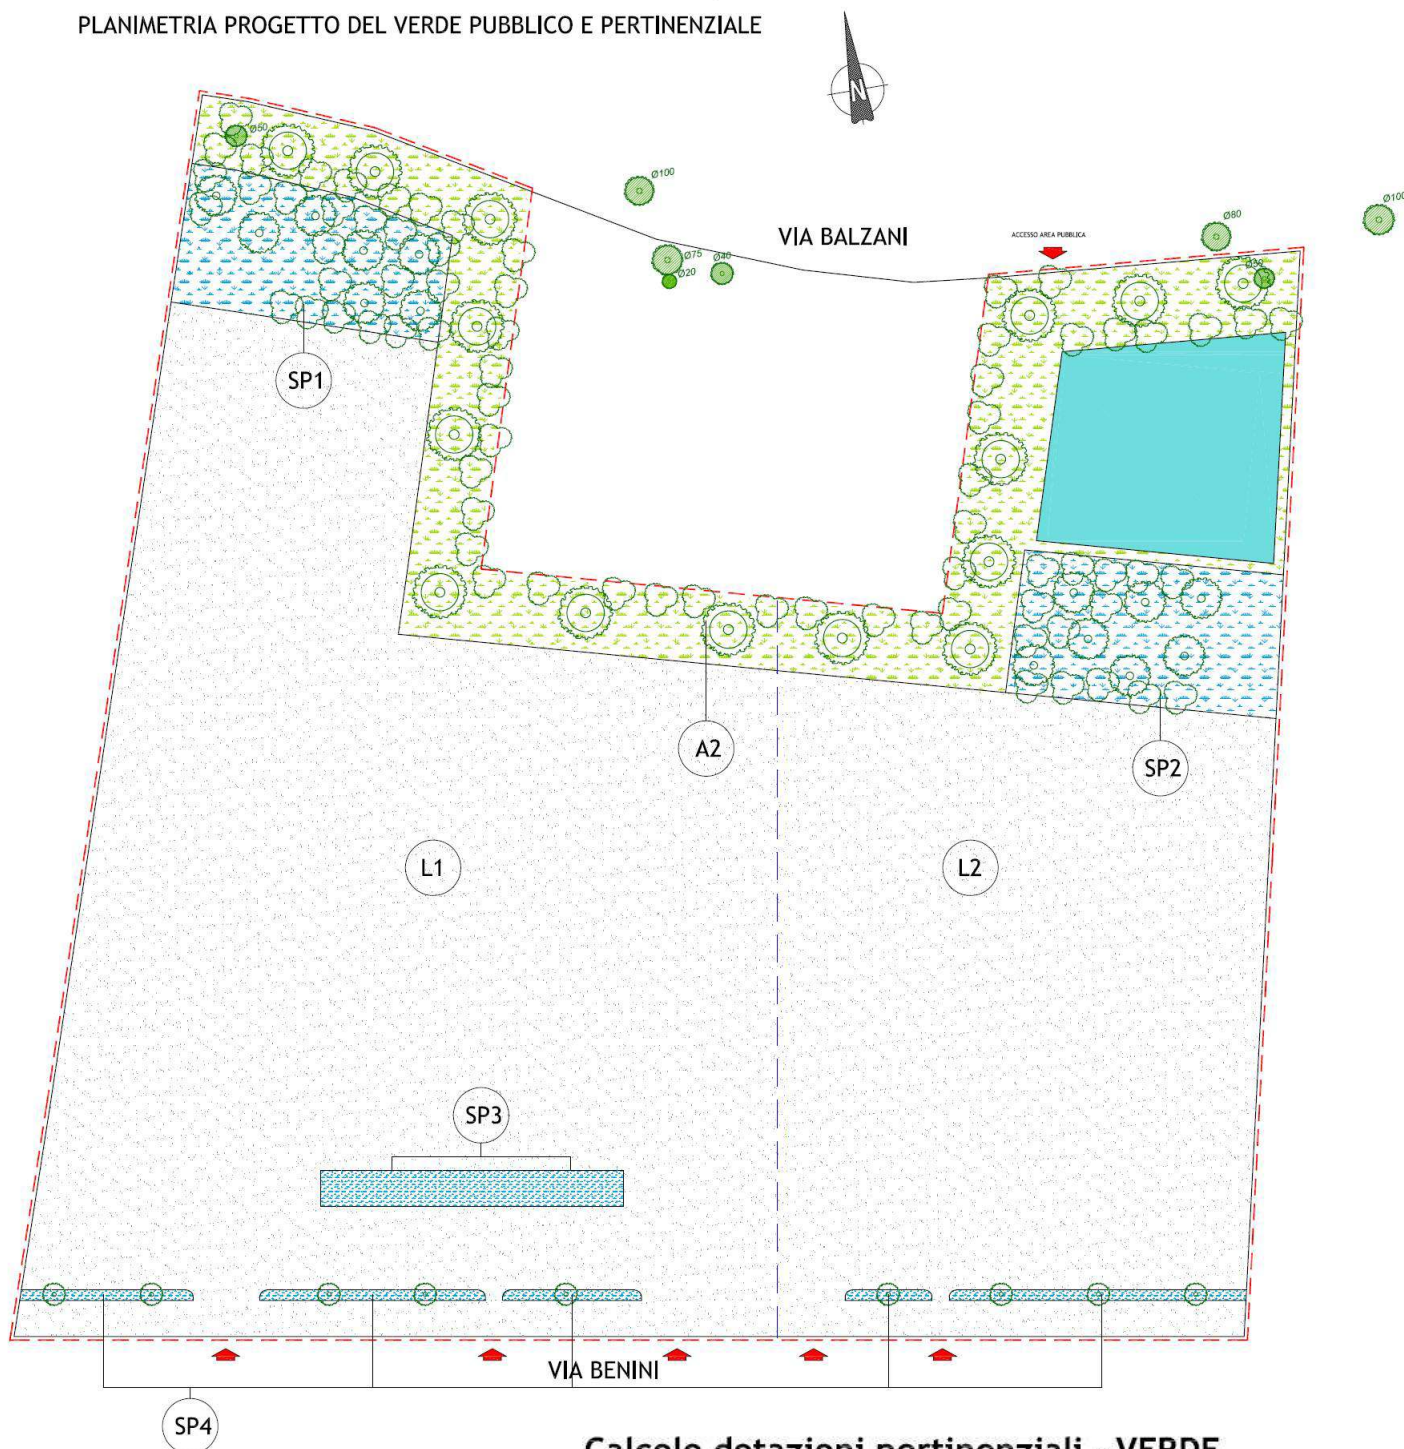 PLANIMETRIA PROGETTO DEL VERDE PUBBLICO E PERTINENZIALE
N
Ø50
Ø100
Ø100
Ø80
VIA BALZANI
ACCESSO AREA PUBBLICA
Ø75
Ø40
Ø20
SP1
A2
SP2
L1
L2
SP3
VIA BENINI
SP4
Calcolo dotazioni pertinenziali - VERDE